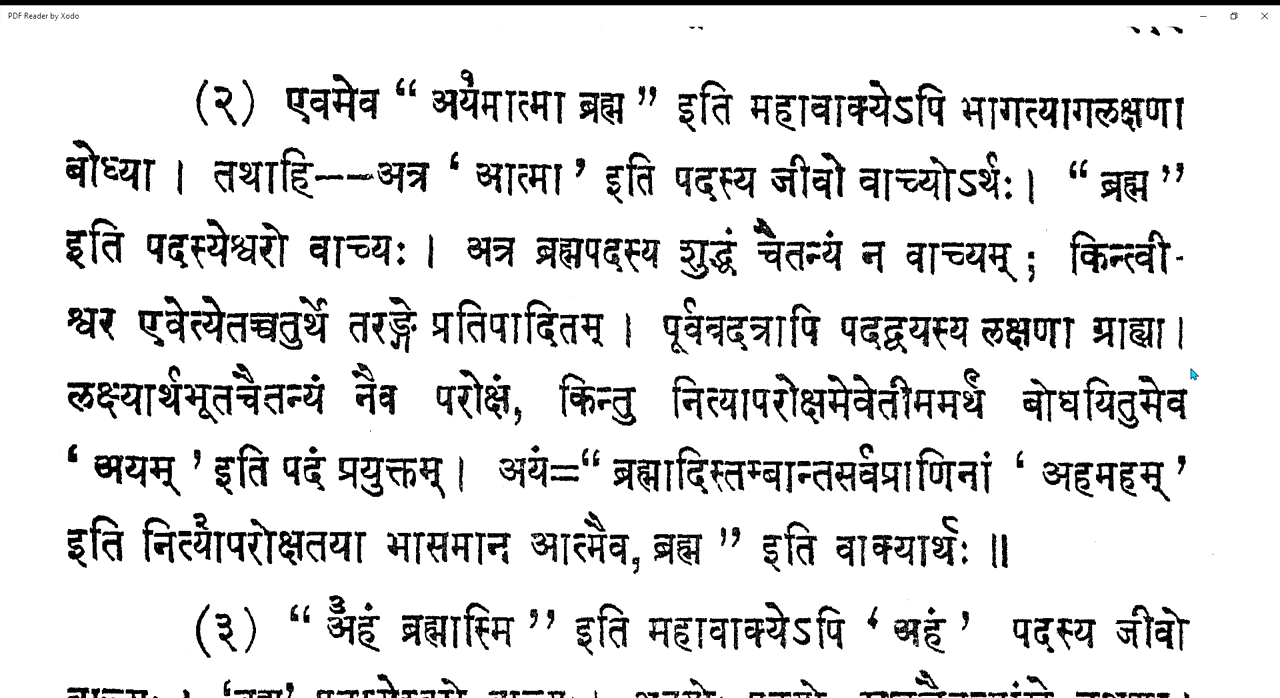 PDF Reader by Xodo
(२) एवमेव “ अयमात्मा ब्रह्म ” इति महावाक्येऽपि भागत्यागलक्षणा
बोध्या । तथाहि---अत्र ‘ आत्मा ’ इति पदस्य जीवो वाच्योऽर्थः । “ ब्रह्म ”
इति पदस्येश्वरो वाच्यः । अत्र ब्रह्मपदस्य शुद्धं चैतन्यं न वाच्यम् ; किन्त्वी-
श्वर एवेत्येतच्चतुर्थे तरङ्गे प्रतिपादितम् । पूर्ववदत्रापि पदद्वयस्य लक्षणा ग्राह्या ।
लक्ष्यार्थभूतचैतन्यं नैव परोक्षं, किन्तु नित्यापरोक्षमेवेतीममर्थं बोधयितुमेव
‘ अयम् ’ इति पदं प्रयुक्तम् । अयं=“ ब्रह्मादिस्तम्बान्तसर्वप्राणिनां ‘ अहमहम् ’
इति नित्यापरोक्षतया भासमान आत्मैव, ब्रह्म ” इति वाक्यार्थः ॥
(३) “ अहं ब्रह्मास्मि ” इति महावाक्येऽपि ‘ अहं ’ पदस्य जीवो